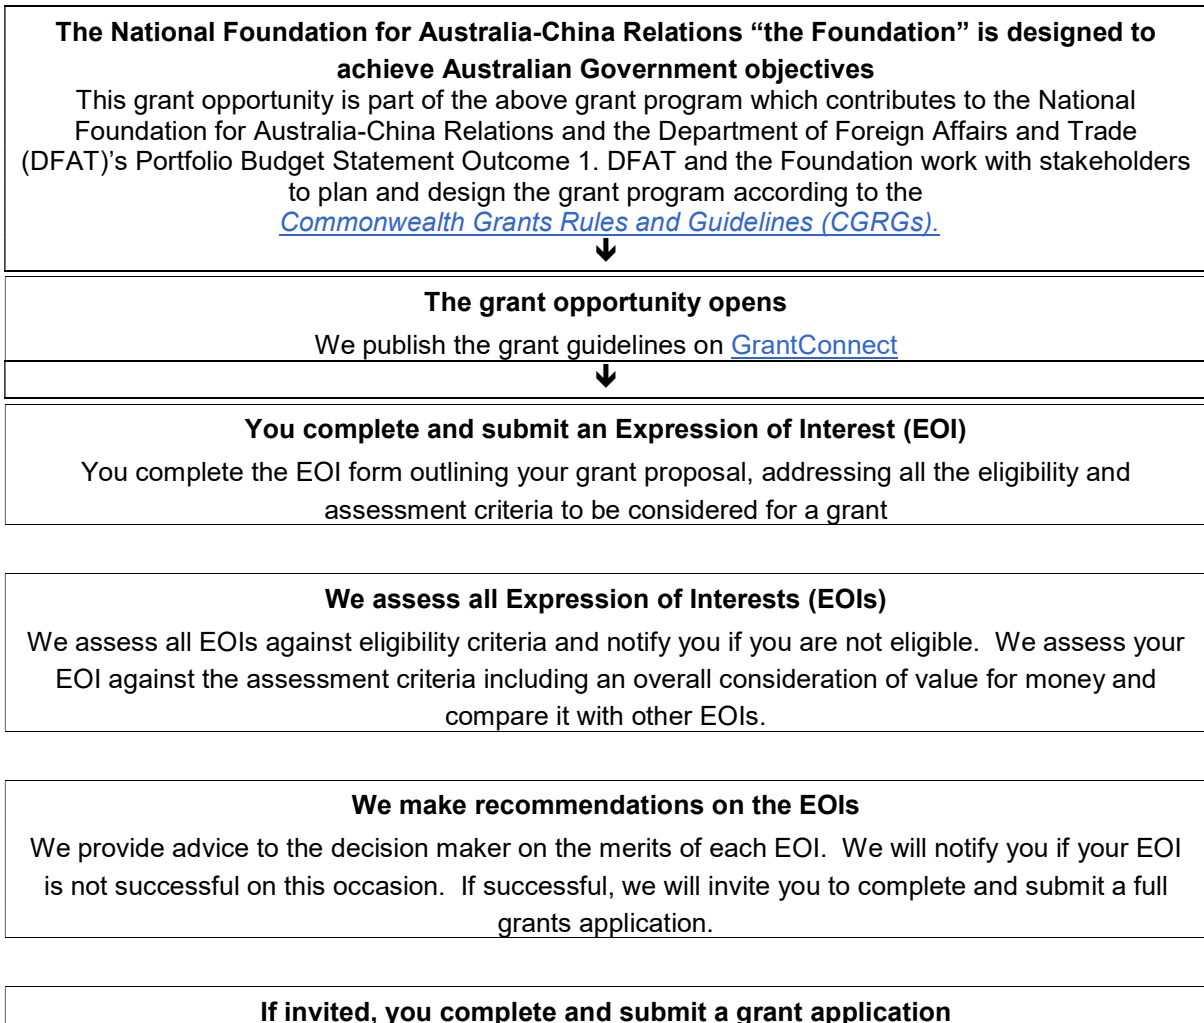 The National Foundation for Australia-China Relations “the Foundation” is designed to
achieve Australian Government objectives
This grant opportunity is part of the above grant program which contributes to the National
Foundation for Australia-China Relations and the Department of Foreign Affairs and Trade
(DFAT)’s Portfolio Budget Statement Outcome 1. DFAT and the Foundation work with stakeholders
to plan and design the grant program according to the
Commonwealth Grants Rules and Guidelines (CGRGs).
🡻
The grant opportunity opens
We publish the grant guidelines on GrantConnect
🡻
You complete and submit an Expression of Interest (EOI)
You complete the EOI form outlining your grant proposal, addressing all the eligibility and
assessment criteria to be considered for a grant
We assess all Expression of Interests (EOIs)
We assess all EOIs against eligibility criteria and notify you if you are not eligible.  We assess your
EOI against the assessment criteria including an overall consideration of value for money and
compare it with other EOIs.
We make recommendations on the EOIs
We provide advice to the decision maker on the merits of each EOI.  We will notify you if your EOI
is not successful on this occasion.  If successful, we will invite you to complete and submit a full
grants application.
If invited, you complete and submit a grant application